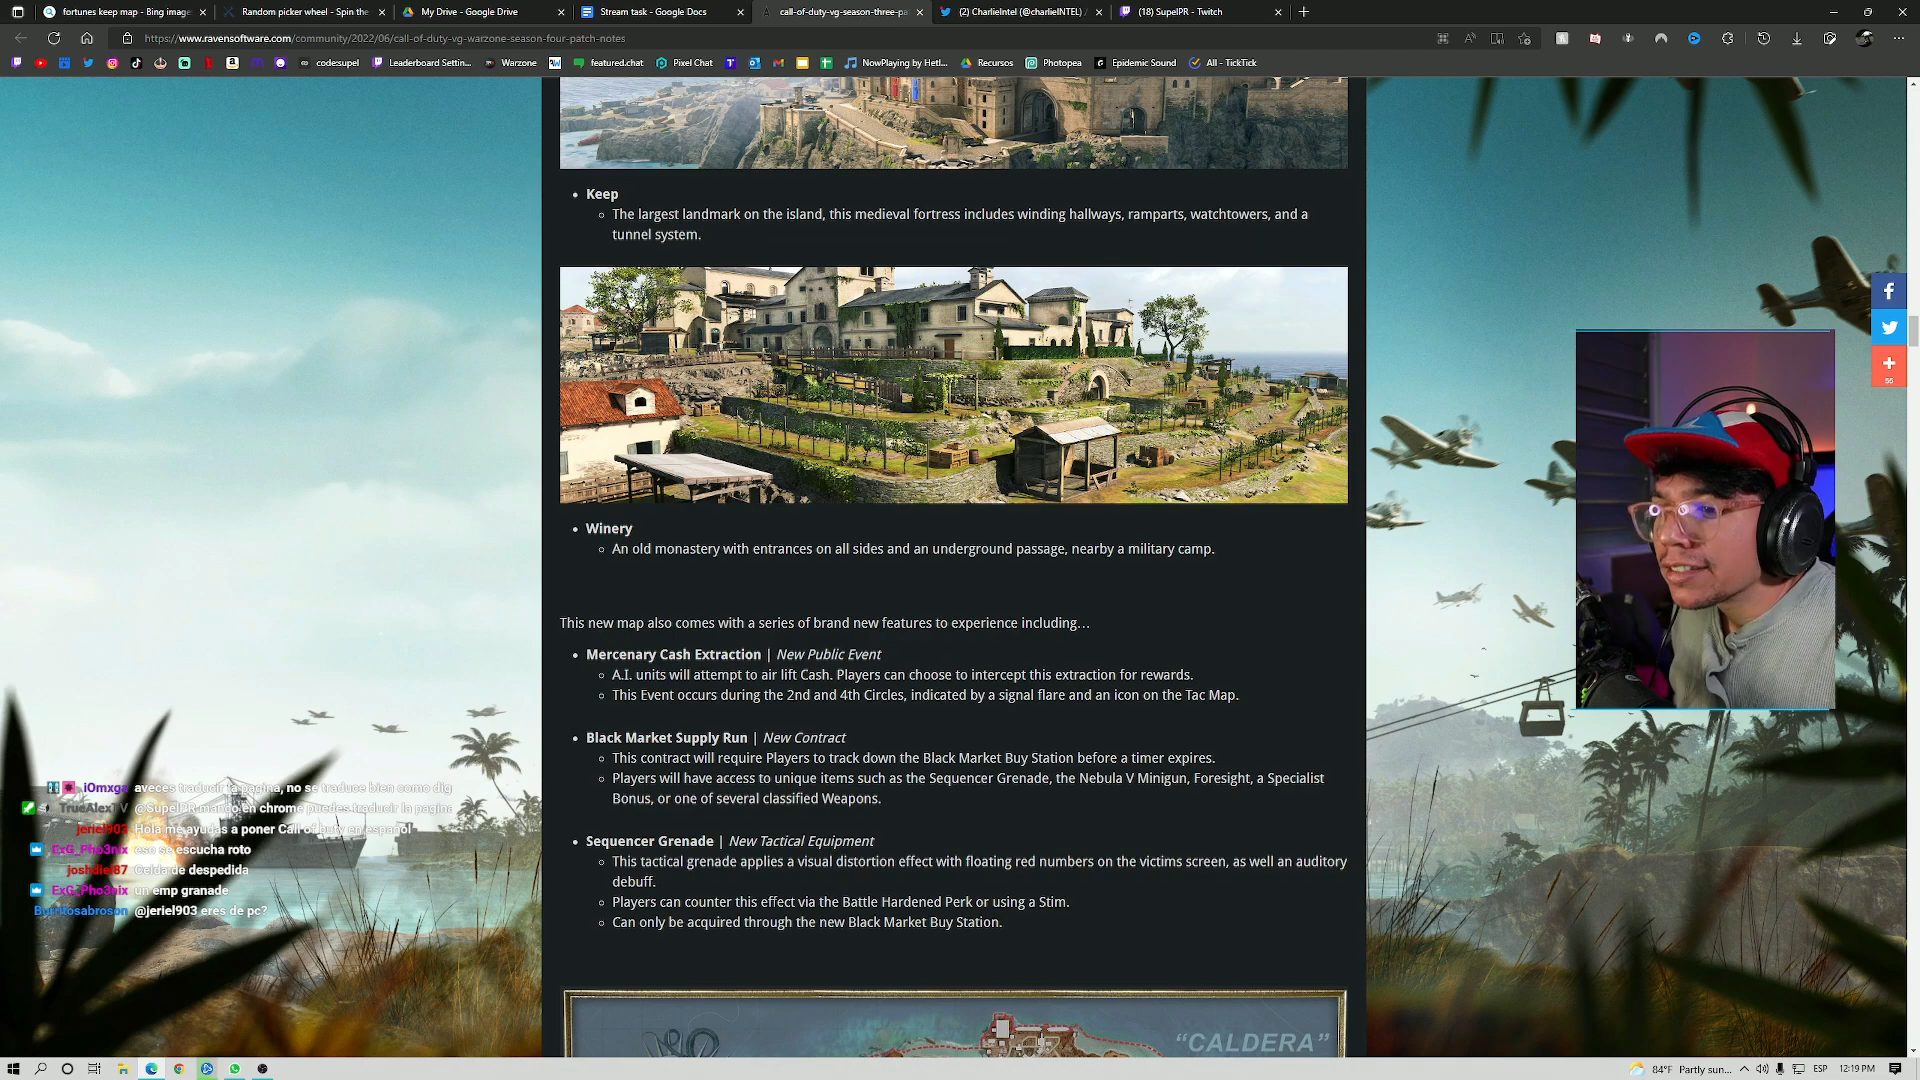 fortunes keep map - Bing image
Random picker wheel - Spin the
My Drive - Google Drive
Stream task - Google Docs
call-of-duty-vg-season-three-pa
(2) CharlieIntel (@charlieINTEL) /
(18) SupelPR - Twitch
https://www.ravensoftware.com/community/2022/06/call-of-duty-vg-warzone-season-four-patch-notes
codesupel
Leaderboard Settin...
Warzone
featured.chat
Pixel Chat
NowPlaying by Hetl...
Recursos
Photopea
Epidemic Sound
All - TickTick
Keep
The largest landmark on the island, this medieval fortress includes winding hallways, ramparts, watchtowers, and a
tunnel system.
56
Winery
An old monastery with entrances on all sides and an underground passage, nearby a military camp.
This new map also comes with a series of brand new features to experience including…
Mercenary Cash Extraction | New Public Event
A.I. units will attempt to air lift Cash. Players can choose to intercept this extraction for rewards.
This Event occurs during the 2nd and 4th Circles, indicated by a signal flare and an icon on the Tac Map.
Black Market Supply Run | New Contract
This contract will require Players to track down the Black Market Buy Station before a timer expires.
Players will have access to unique items such as the Sequencer Grenade, the Nebula V Minigun, Foresight, a Specialist
Bonus, or one of several classified Weapons.
Sequencer Grenade | New Tactical Equipment
This tactical grenade applies a visual distortion effect with floating red numbers on the victims screen, as well an auditory
debuff.
Players can counter this effect via the Battle Hardened Perk or using a Stim.
Can only be acquired through the new Black Market Buy Station.
iOmxga aveces traducir la pagina, no se traduce bien como dig
TrueAlexTV @SupelPR mano en chrome puedes traducir la pagina
jeriel903 Hola me ayudas a poner Call of duty en español
ExG_Pho3nix eso se escucha roto
joshdiel87 Celda de despedida
ExG_Pho3nix un emp granade
Burritosabroson @jeriel903 eres de pc?
"CALDERA"
84°F Partly sun...
ESP
12:19 PM